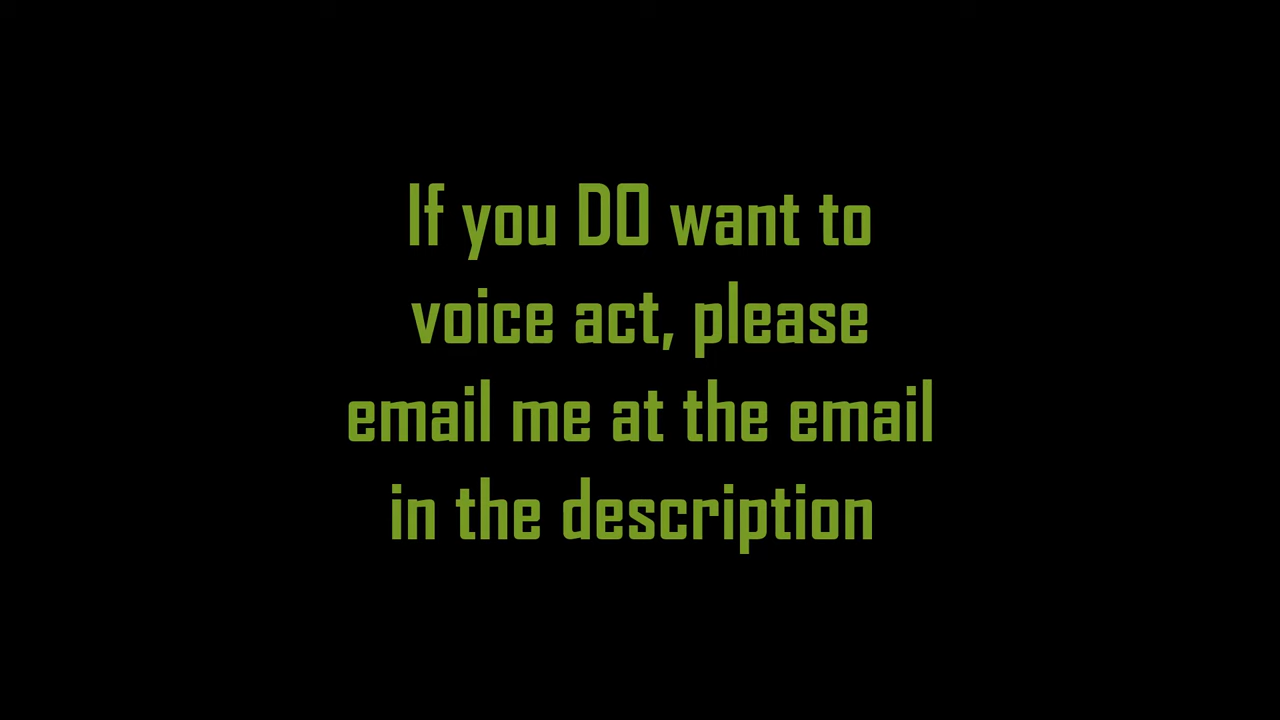 If you DO want to
voice act, please
email me at the email
in the description